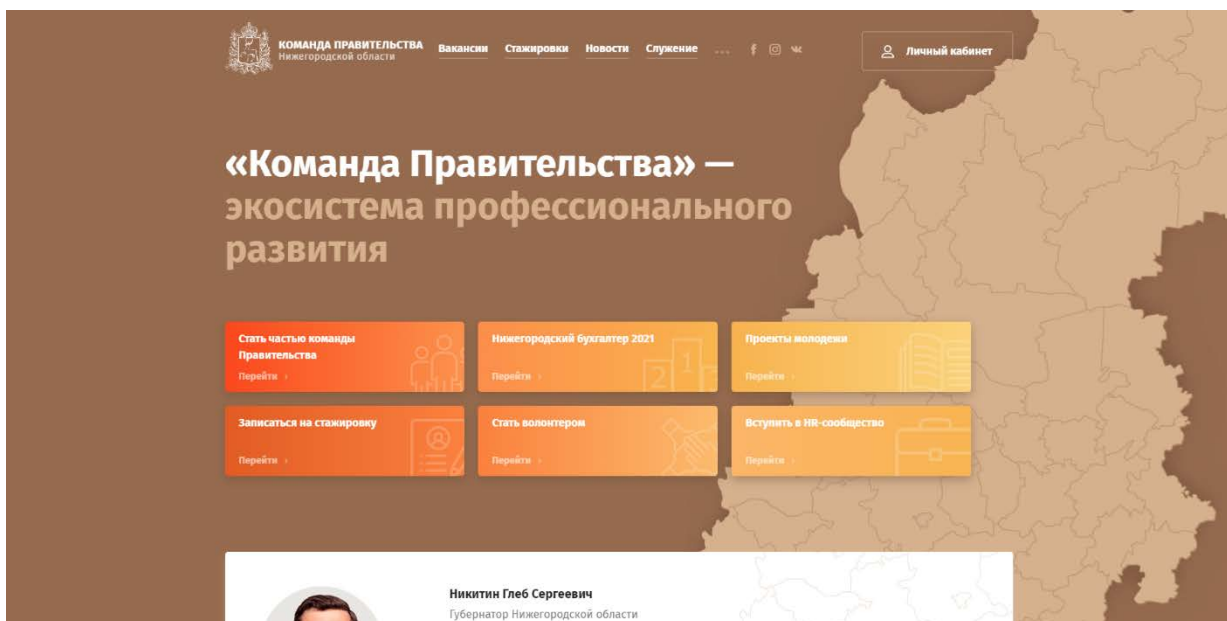 КОМАНДА ПРАВИТЕЛЬСТВА
Нижегородской области
Вакансии Стажировки Новости Служение ...
Личный кабинет
«Команда Правительства» —
экосистема профессионального
развития
Стать частью команды
Правительства
Перейти ›
Нижегородский бухгалтер 2021
Перейти ›
2 1
Проекты молодежи
Перейти ›
Записаться на стажировку
Перейти ›
Стать волонтером
Перейти ›
Вступить в HR-сообщество
Перейти ›
Никитин Глеб Сергеевич
Губернатор Нижегородской области